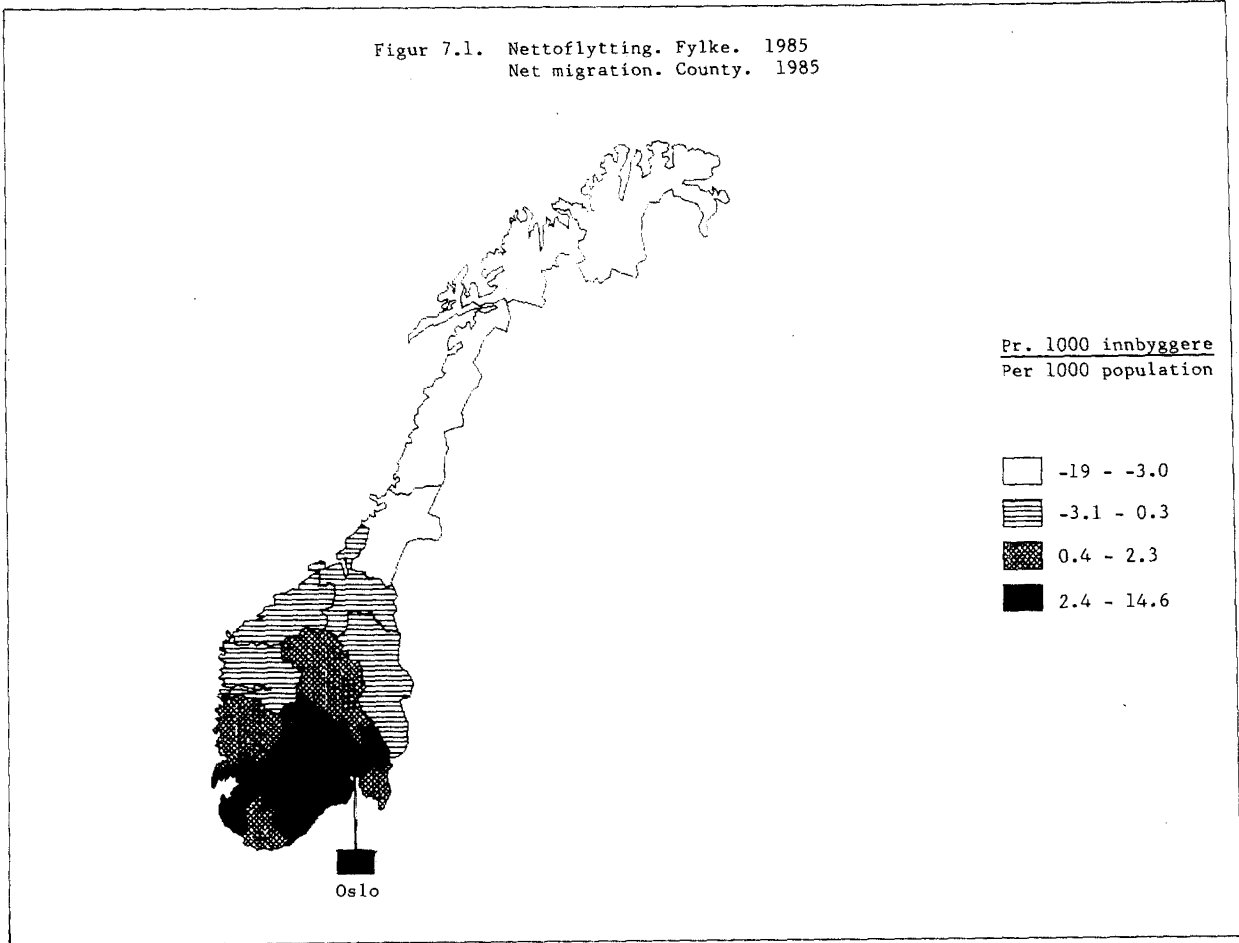 Figur 7.1. Nettoflytting. Fylke. 1985
Net migration. County. 1985
Pr. 1000 innbyggere
Per 1000 population
-19 - -3.0
-3.1 - 0.3
0.4 - 2.3
2.4 - 14.6
Oslo